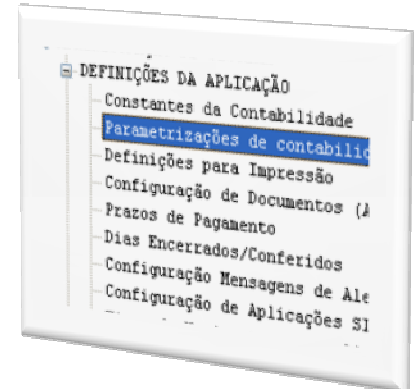 DEFINIÇÕES DA APLICAÇÃO
Constantes da Contabilidade
Parametrizações de contabilid
Definições para Impressão
Configuração de Documentos (A
Prazos de Pagamento
Dias Encerrados/Conferidos
Configuração Mensagens de Ale
Configuração de Aplicações SI